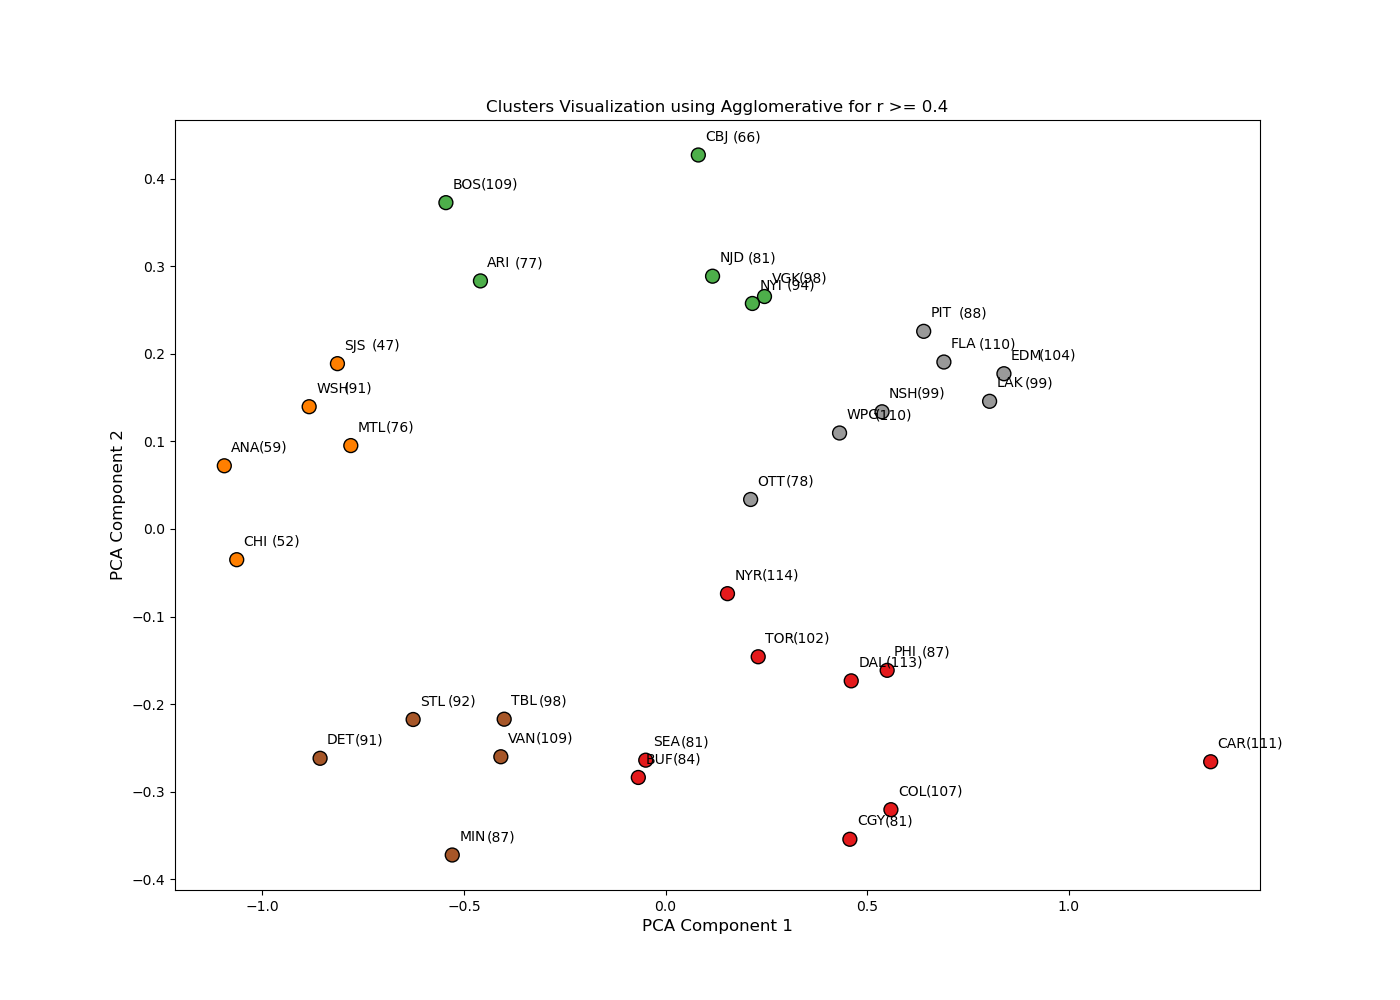 Clusters Visualization using Agglomerative for r >= 0.4
CBJ (66)
BOS(109)
ARI (77)
NJD (81)
VGK(98)
NYI (94)
PIT (88)
FLA (110)
EDM(104)
LAK (99)
NSH(99)
WPG(110)
SJS (47)
WSH(91)
MTL(76)
ANA(59)
OTT(78)
CHI (52)
NYR(114)
TOR(102)
PHI (87)
DAL(113)
STL (92)
TBL (98)
DET(91)
VAN(109)
SEA(81)
BUF(84)
CAR(111)
COL(107)
CGY(81)
MIN(87)
0.4
0.3
0.2
0.1
0.0
−0.1
−0.2
−0.3
−0.4
PCA Component 2
−1.0 −0.5 0.0 0.5 1.0
PCA Component 1